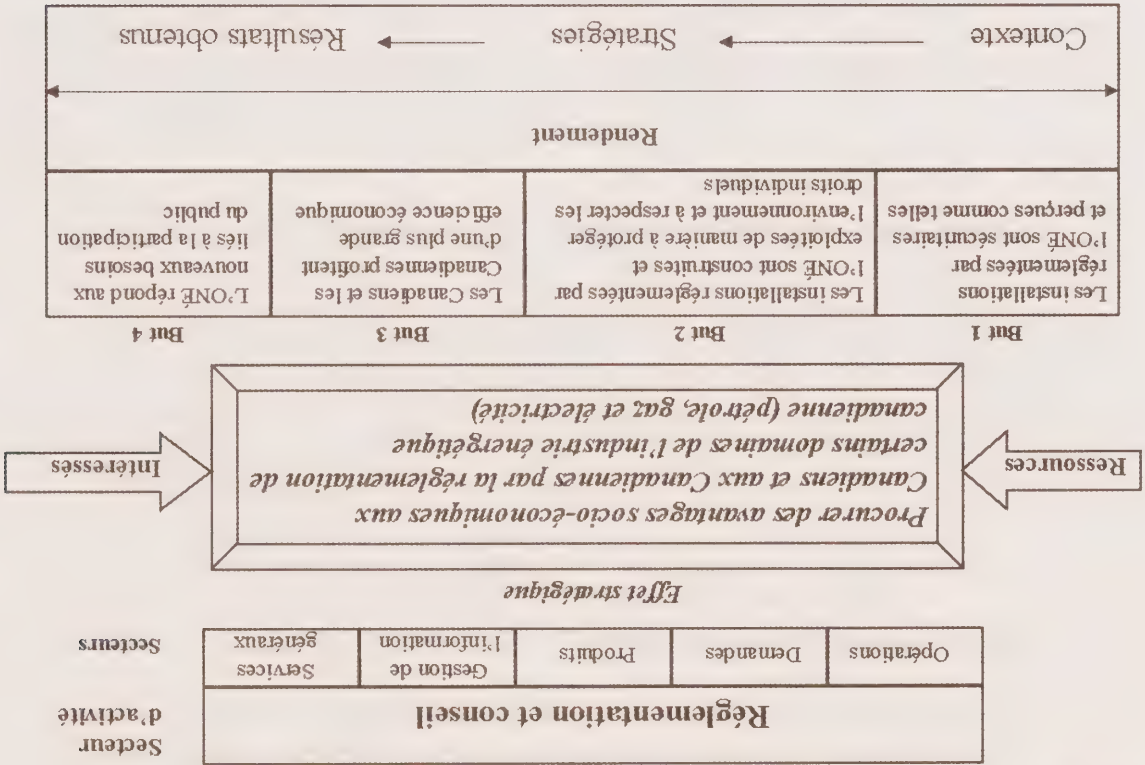 Secteur
d'activité
Réglementation et conseil
Opérations
Demandes
Produits
Gestion de
l'information
Services
généraux
Secteurs
Effet stratégique
Ressources
Procurer des avantages socio-économiques aux
Canadiens et aux Canadiennes par la réglementation de
certains domaines de l'industrie énergétique
canadienne (pétrole, gaz et électricité)
Intéressés
But 1
But 2
But 3
But 4
Les installations
réglementées par
l'ONÉ sont sécuritaires
et perçues comme telles
Les installations réglementées par
l'ONÉ sont construites et
exploitées de manière à protéger
l'environnement et à respecter les
droits individuels
Les Canadiens et les
Canadiennes profitent
d'une plus grande
efficience économique
L'ONÉ répond aux
nouveaux besoins
liés à la participation
du public
Rendement
Contexte
Stratégies
Résultats obtenus